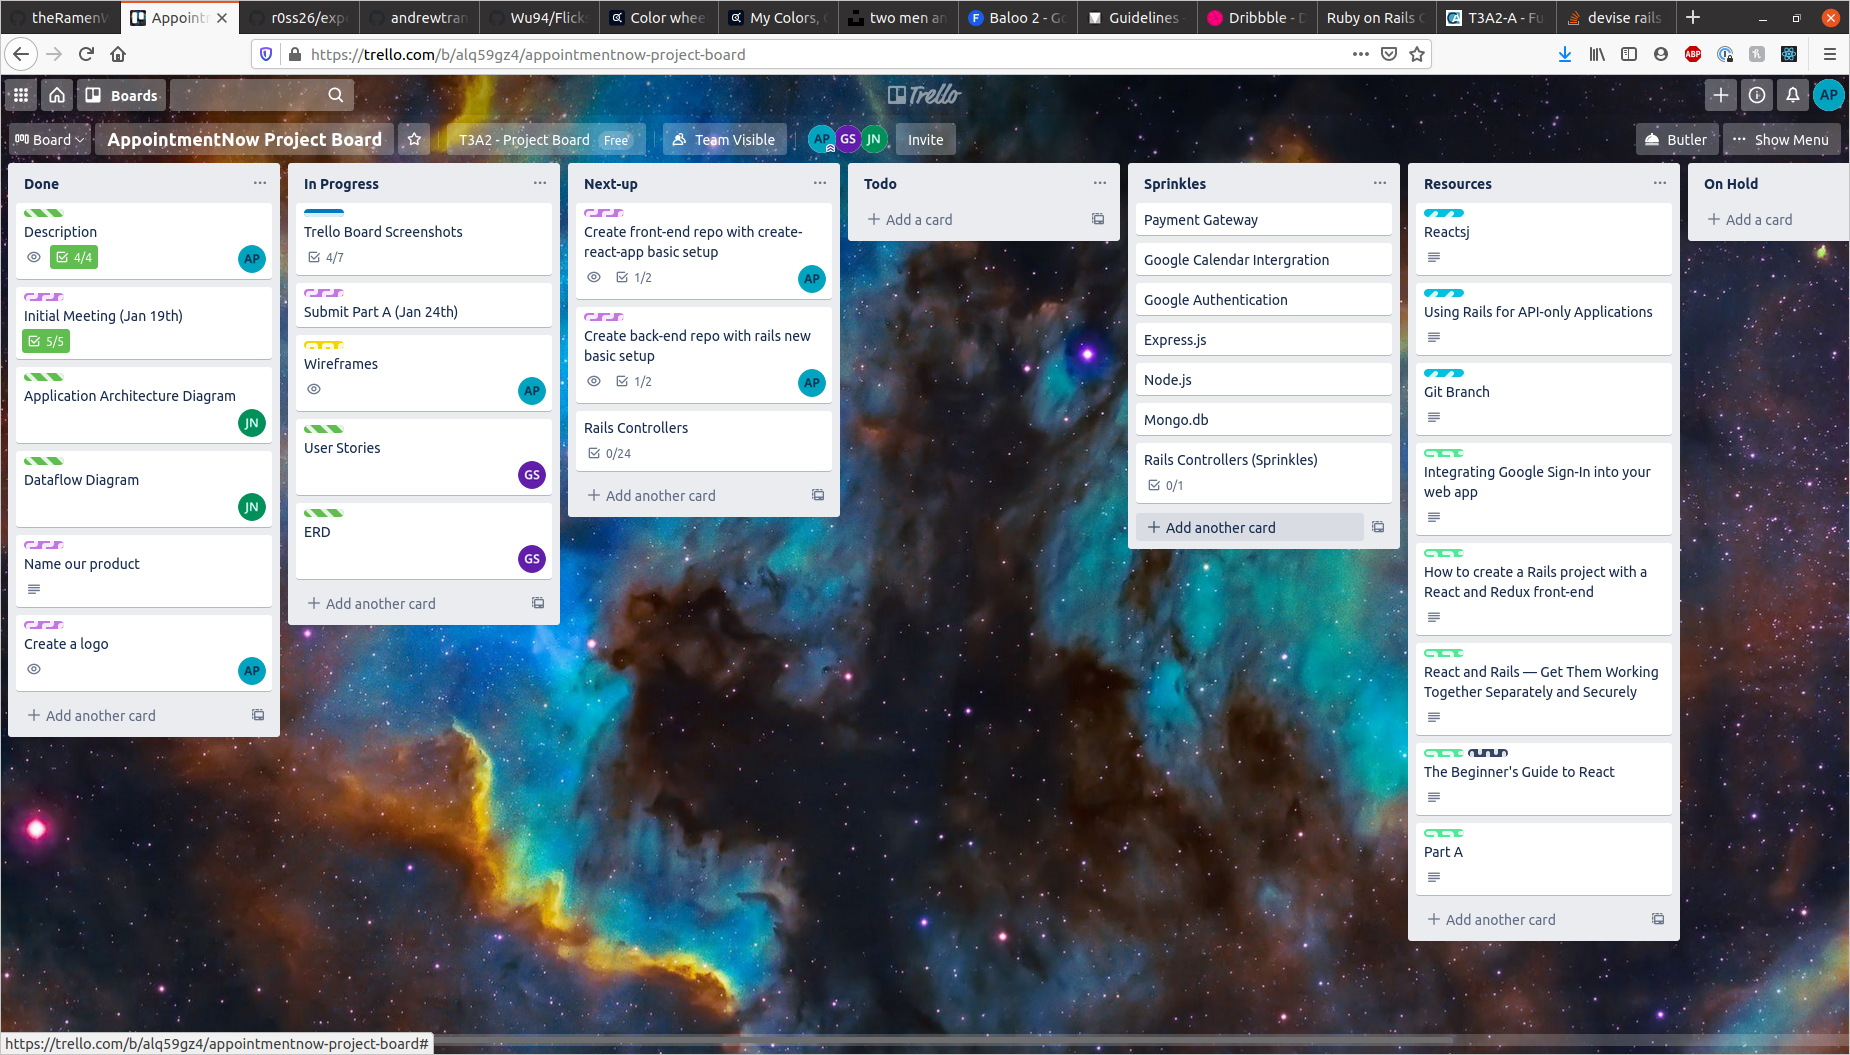 theRamenW
Appointr
r0ss26/exp
andrewtran
Wu94/Flicks
Color whee
My Colors, 
two men an
Baloo 2 - Go
Guidelines -
Dribbble - D
Ruby on Rails G
T3A2-A - Fu
devise rails
https://trello.com/b/alq59gz4/appointmentnow-project-board
ABP
Boards
Trello
AP
Board
AppointmentNow Project Board
T3A2 - Project Board Free
Team Visible
AP GS JN
Invite
Butler
Show Menu
Done
Description
4/4
AP
Initial Meeting (Jan 19th)
5/5
Application Architecture Diagram
JN
Dataflow Diagram
JN
Name our product
Create a logo
AP
+ Add another card
In Progress
Trello Board Screenshots
4/7
Submit Part A (Jan 24th)
Wireframes
AP
User Stories
GS
ERD
GS
+ Add another card
Next-up
Create front-end repo with create-
react-app basic setup
1/2
AP
Create back-end repo with rails new
basic setup
1/2
AP
Rails Controllers
0/24
+ Add another card
Todo
+ Add a card
Sprinkles
Payment Gateway
Google Calendar Intergration
Google Authentication
Express.js
Node.js
Mongo.db
Rails Controllers (Sprinkles)
0/1
+ Add another card
Resources
Reactsj
Using Rails for API-only Applications
Git Branch
Integrating Google Sign-In into your
web app
How to create a Rails project with a
React and Redux front-end
React and Rails — Get Them Working
Together Separately and Securely
The Beginner's Guide to React
Part A
+ Add another card
On Hold
+ Add a card
https://trello.com/b/alq59gz4/appointmentnow-project-board#